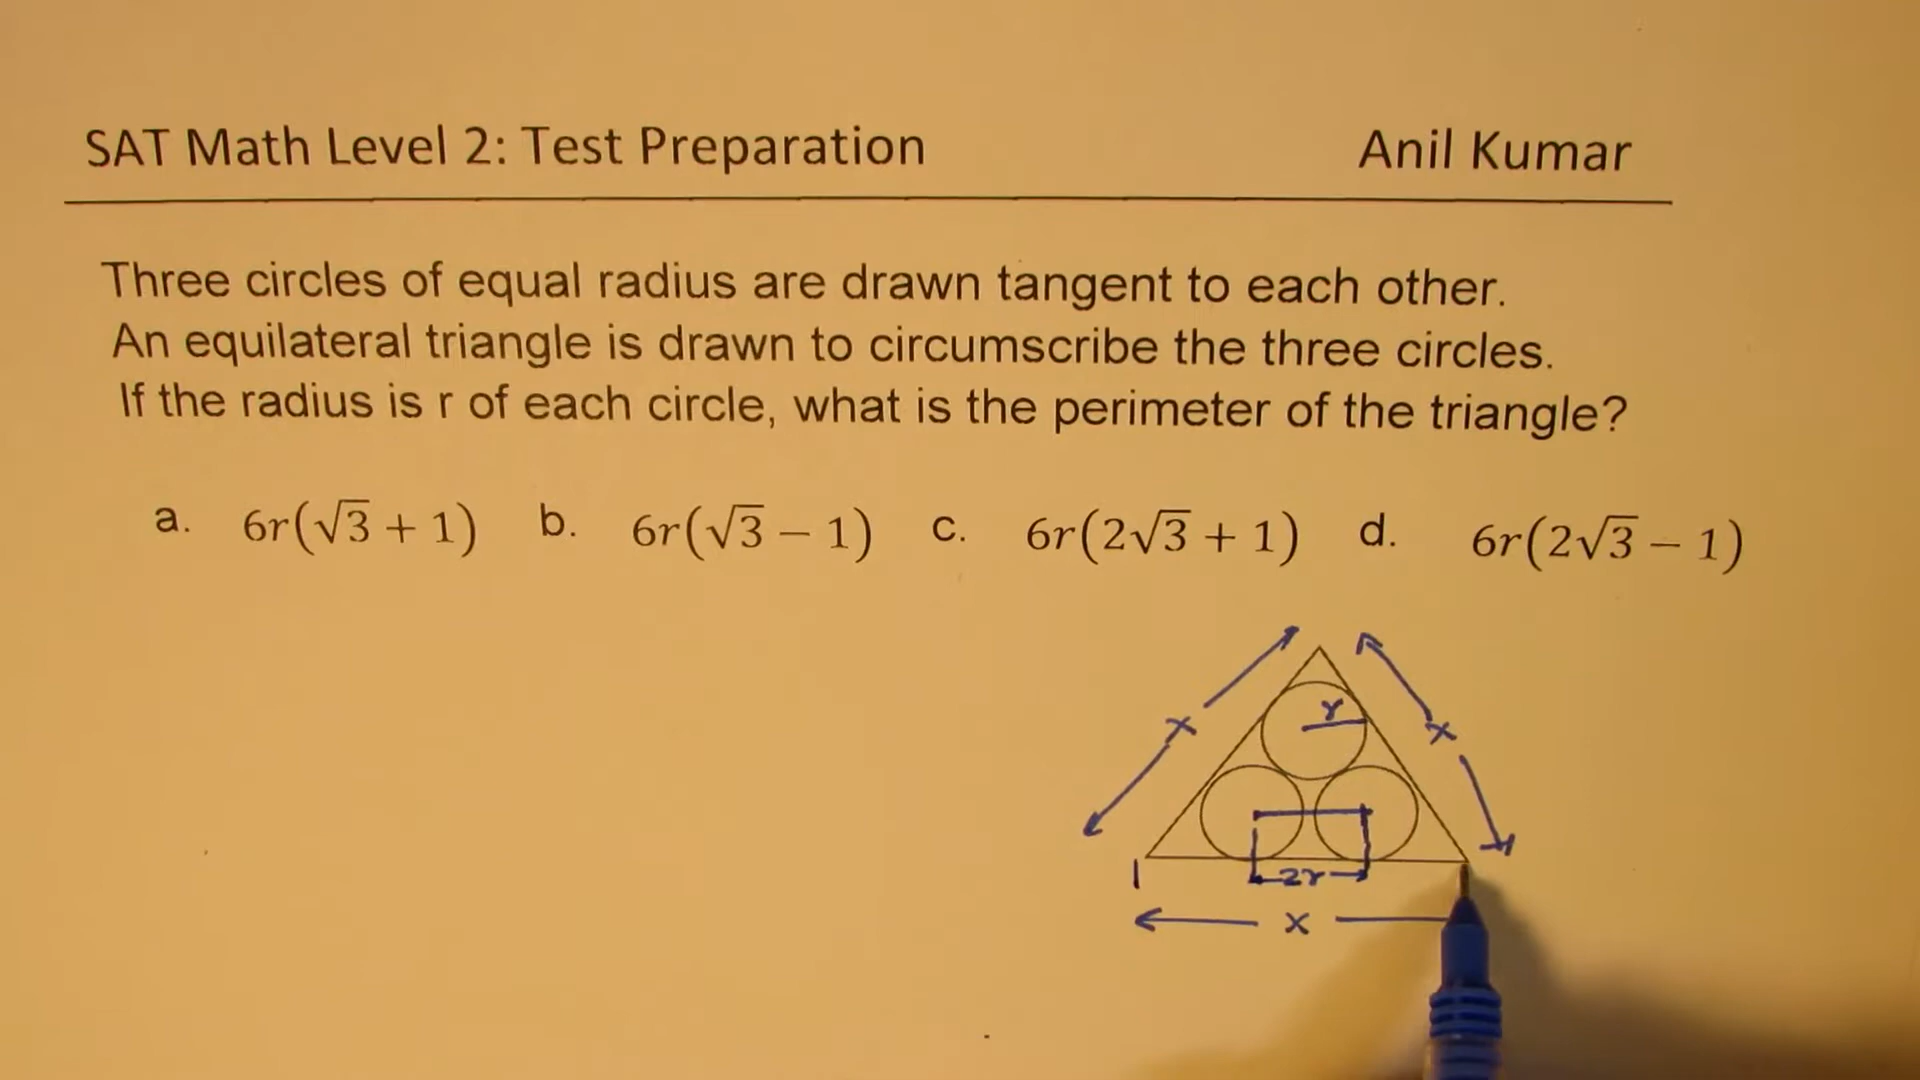 SAT Math Level 2: Test Preparation Anil Kumar
Three circles of equal radius are drawn tangent to each other.
An equilateral triangle is drawn to circumscribe the three circles.
If the radius is r of each circle, what is the perimeter of the triangle?
a. 6r(√3 + 1) b. 6r(√3 − 1) c. 6r(2√3 + 1) d. 6r(2√3 − 1)
r
x x
2r
x